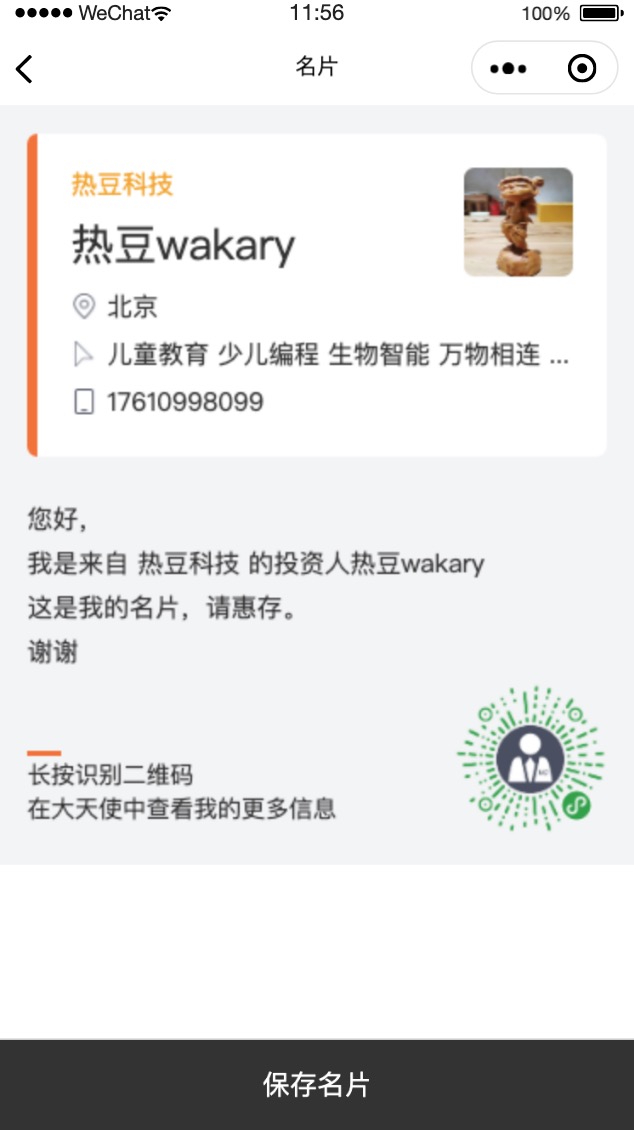 WeChat 11:56 100%
名片
热豆科技
热豆wakary
北京
儿童教育 少儿编程 生物智能 万物相连 ...
17610998099
您好，
我是来自 热豆科技 的投资人热豆wakary
这是我的名片，请惠存。
谢谢
长按识别二维码
在大天使中查看我的更多信息
保存名片